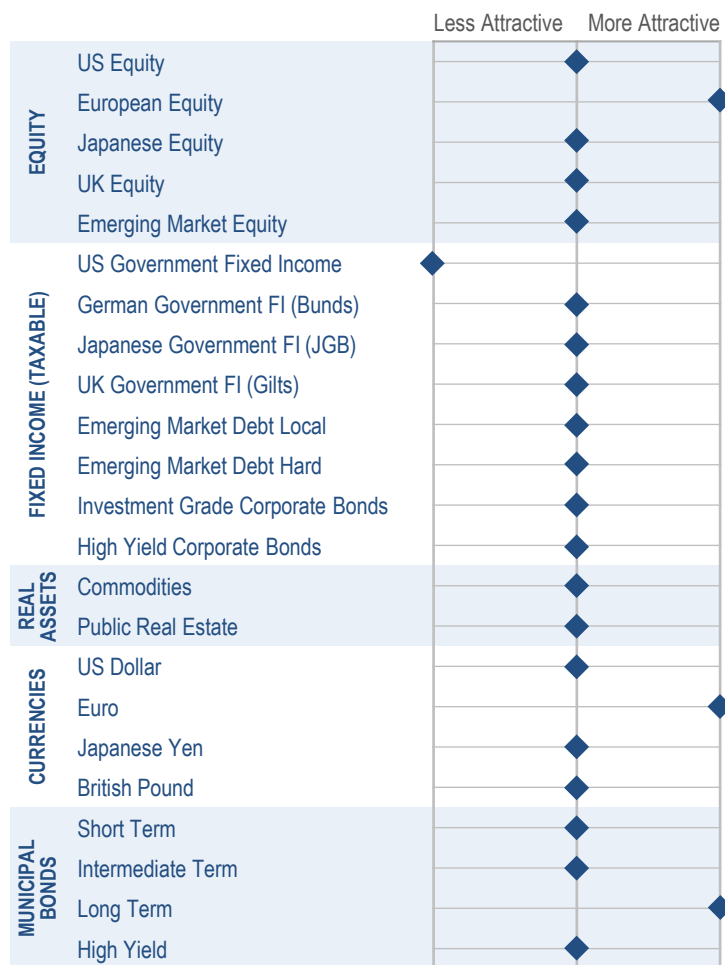 Less Attractive More Attractive
EQUITY
US Equity
European Equity
Japanese Equity
UK Equity
Emerging Market Equity
FIXED INCOME (TAXABLE)
US Government Fixed Income
German Government FI (Bunds)
Japanese Government FI (JGB)
UK Government FI (Gilts)
Emerging Market Debt Local
Emerging Market Debt Hard
Investment Grade Corporate Bonds
High Yield Corporate Bonds
REAL
ASSETS
Commodities
Public Real Estate
CURRENCIES
US Dollar
Euro
Japanese Yen
British Pound
MUNICIPAL
BONDS
Short Term
Intermediate Term
Long Term
High Yield